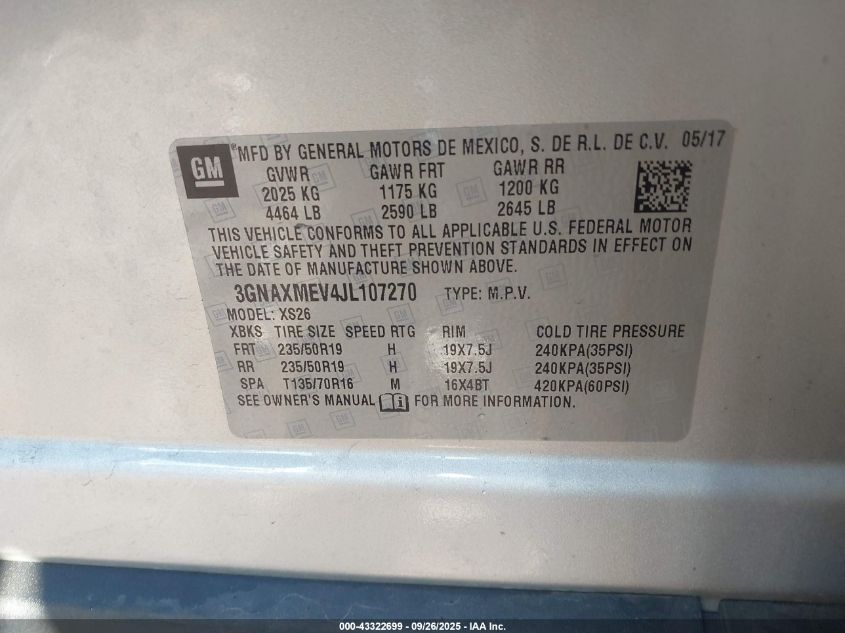 GM
®MFD BY GENERAL MOTORS DE MEXICO, S. DE R.L. DE C.V. 05/17
GVWR GAWR FRT GAWR RR
2025 KG 1175 KG 1200 KG
4464 LB 2590 LB 2645 LB
THIS VEHICLE CONFORMS TO ALL APPLICABLE U.S. FEDERAL MOTOR
VEHICLE SAFETY AND THEFT PREVENTION STANDARDS IN EFFECT ON
THE DATE OF MANUFACTURE SHOWN ABOVE.
3GNAXMEV4JL107270 TYPE: M.P.V.
MODEL: XS26
XBKS TIRE SIZE SPEED RTG RIM COLD TIRE PRESSURE
FRT 235/50R19 H 19X7.5J 240KPA(35PSI)
RR 235/50R19 H 19X7.5J 240KPA(35PSI)
SPA T135/70R16 M 16X4BT 420KPA(60PSI)
SEE OWNER'S MANUAL i FOR MORE INFORMATION.
000-43322699 - 09/26/2025 - IAA Inc.